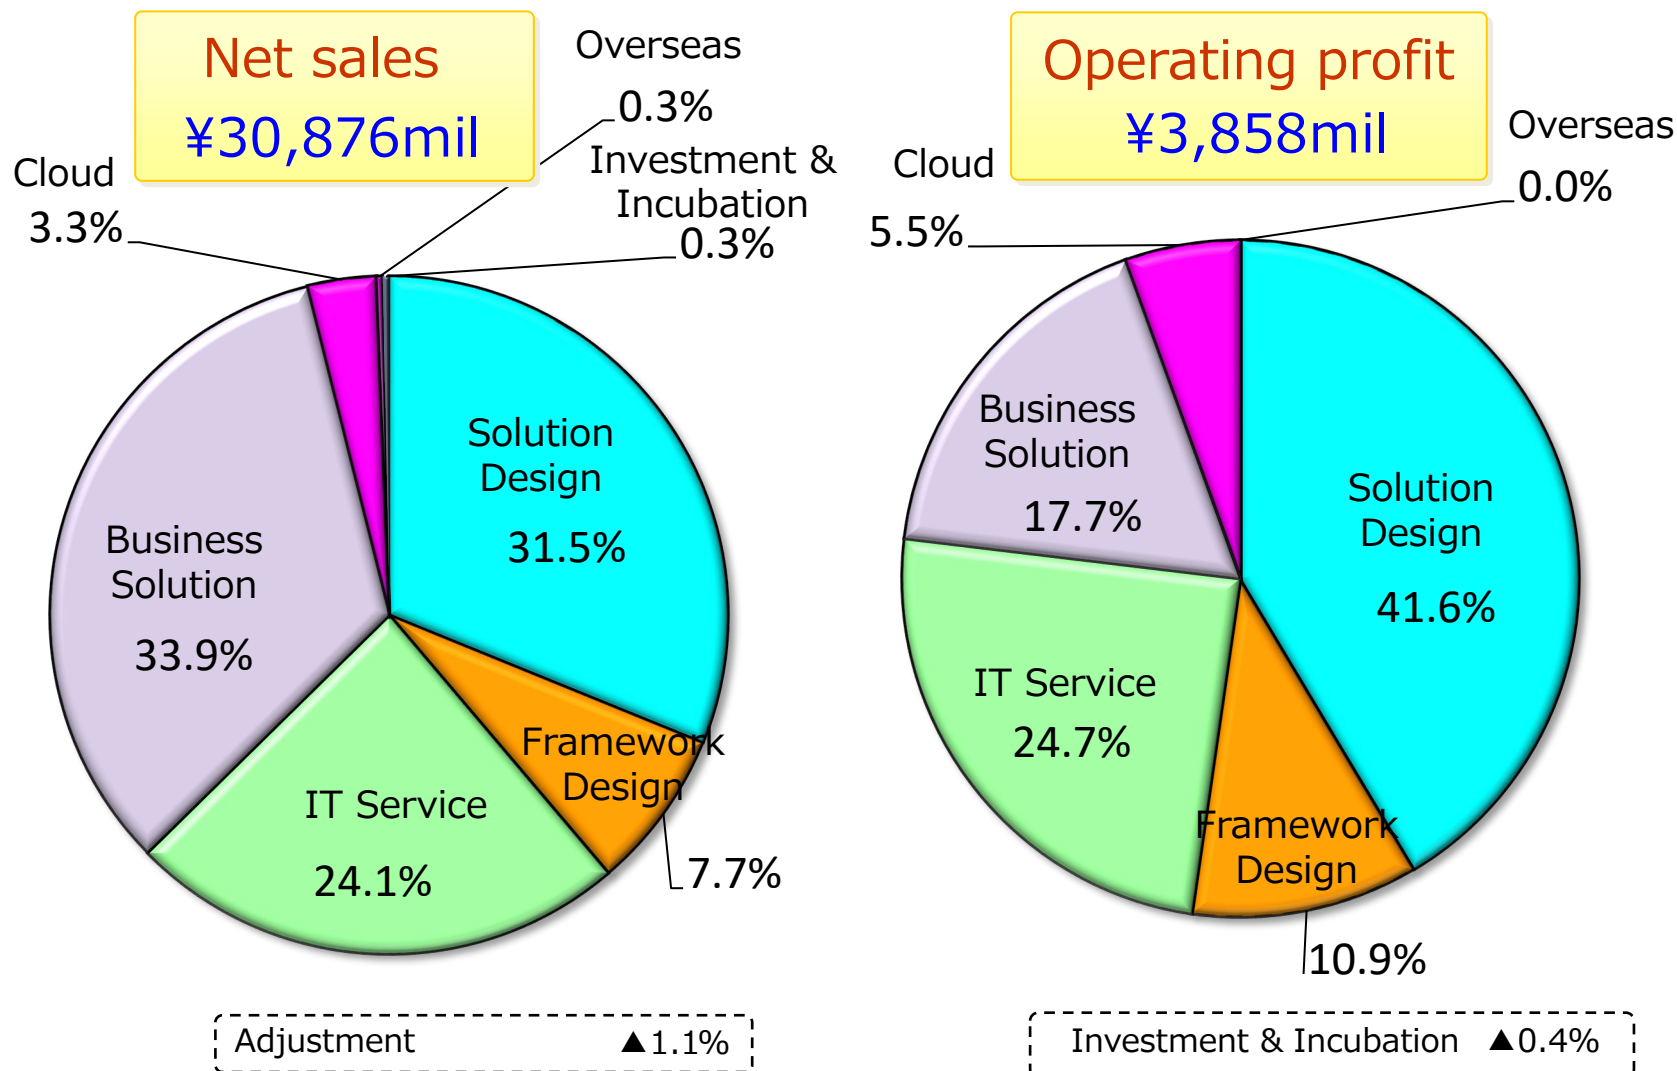 Net sales
¥30,876mil
Overseas
0.3%
Investment &
Incubation
0.3%
Cloud
3.3%
Solution
Design
31.5%
Business
Solution
33.9%
Framework
Design
7.7%
IT Service
24.1%
Adjustment ▲1.1%
Operating profit
¥3,858mil
Overseas
0.0%
Cloud
5.5%
Business
Solution
17.7%
Solution
Design
41.6%
IT Service
24.7%
Framework
Design
10.9%
Investment & Incubation ▲0.4%